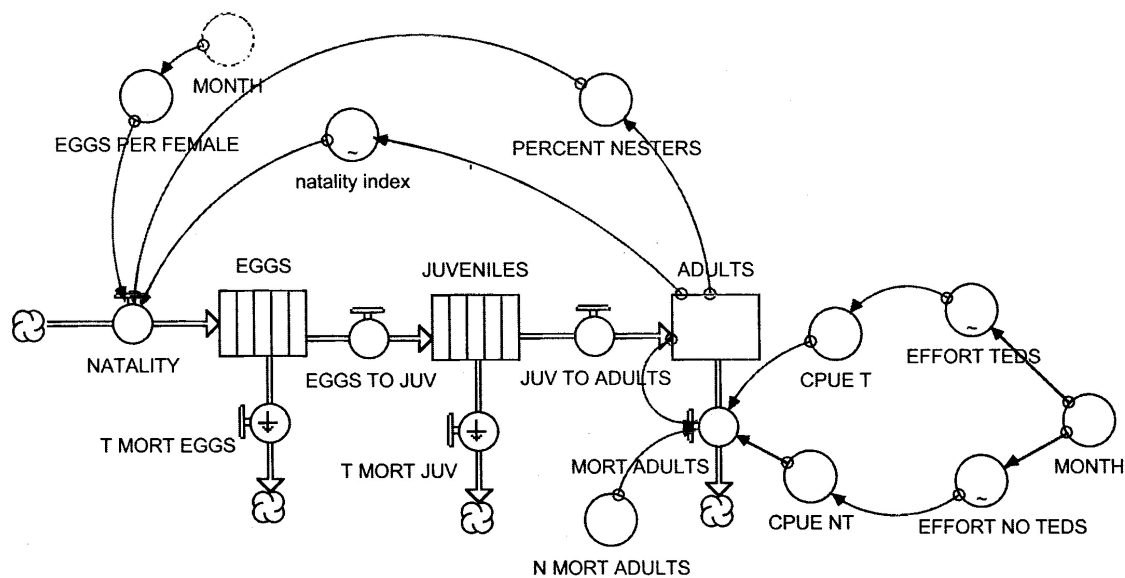 MONTH
EGGS PER FEMALE
PERCENT NESTERS
natality index
EGGS
JUVENILES
ADULTS
NATALITY
EGGS TO JUV
JUV TO ADULTS
CPUE T
EFFORT TEDS
T MORT EGGS
T MORT JUV
MORT ADULTS
MONTH
CPUE NT
EFFORT NO TEDS
N MORT ADULTS